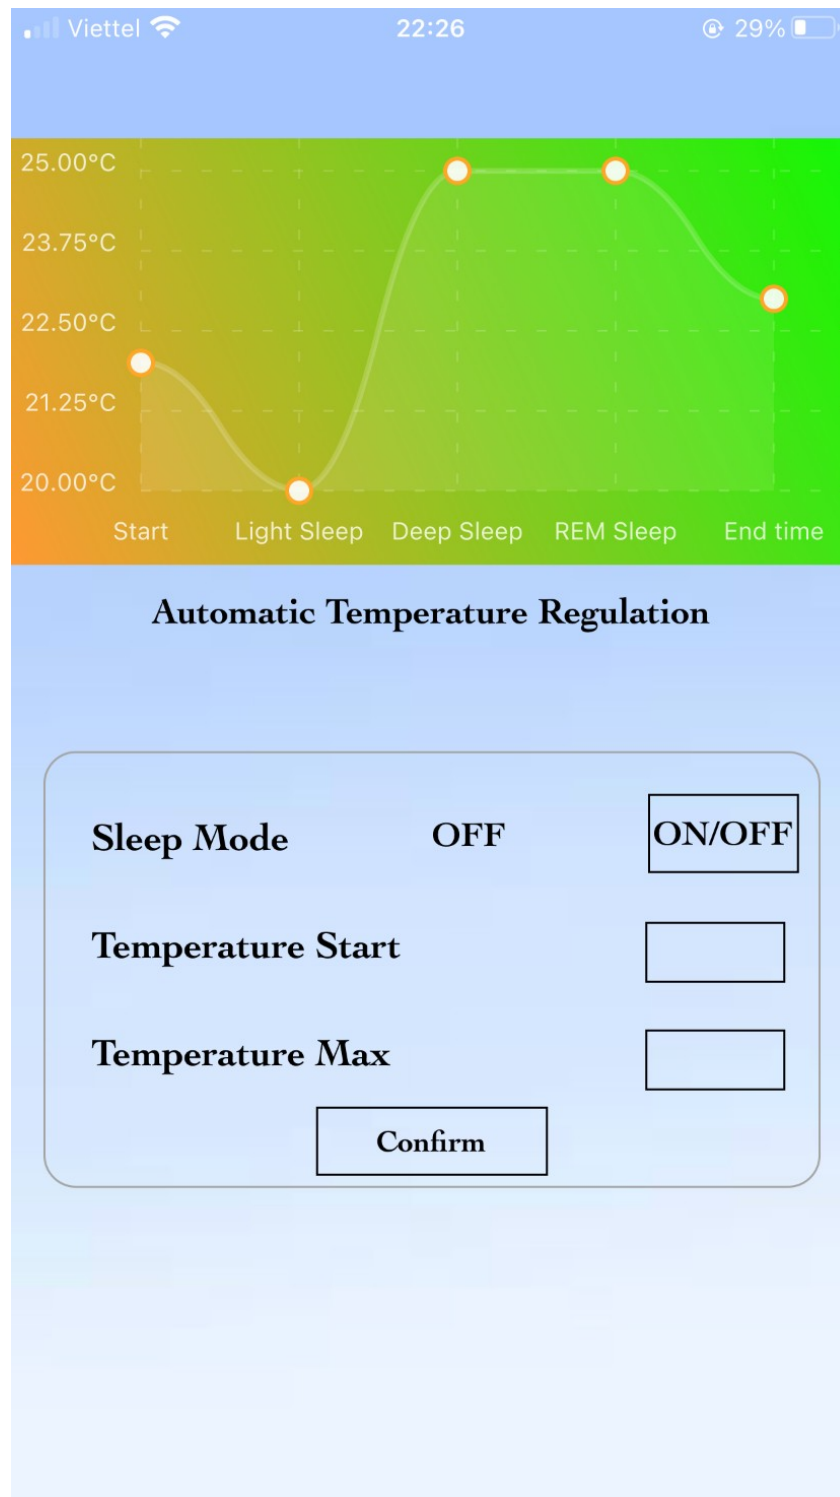 Viettel 22:26 29%
25.00°C
23.75°C
22.50°C
21.25°C
20.00°C
Start Light Sleep Deep Sleep REM Sleep End time
Automatic Temperature Regulation
Sleep Mode OFF ON/OFF
Temperature Start
Temperature Max
Confirm